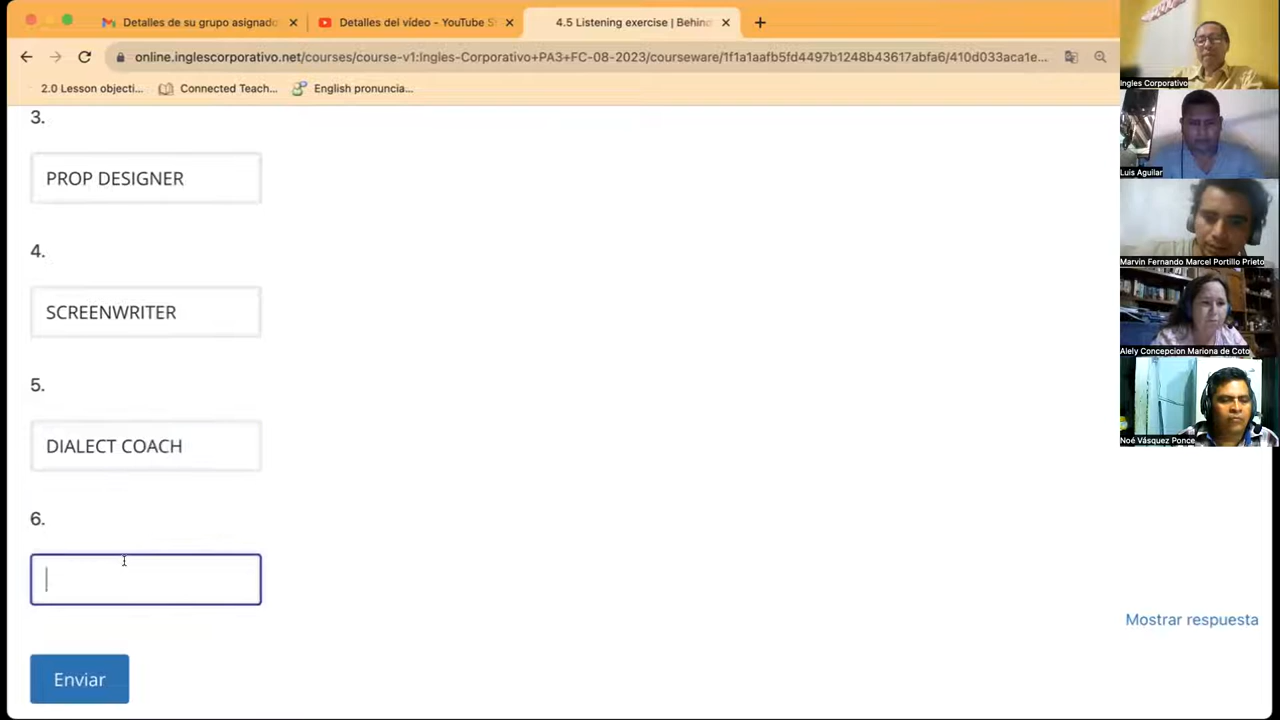 Detalles de su grupo asignado
Detalles del vídeo - YouTube S
4.5 Listening exercise | Behin
online.inglescorporativo.net/courses/course-v1:Ingles-Corporativo+PA3+FC-08-2023/courseware/1f1a1aafb5fd4497b1248b43617abfa6/410d033aca1e...
2.0 Lesson objecti...
Connected Teach...
English pronuncia...
3.
PROP DESIGNER
4.
SCREENWRITER
5.
DIALECT COACH
6.
Mostrar respuesta
Enviar
Ingles Corporativo
Luis Aguilar
Marvin Fernando Marcel Portillo Prieto
Alely Concepcion Mariona de Coto
Noé Vásquez Ponce